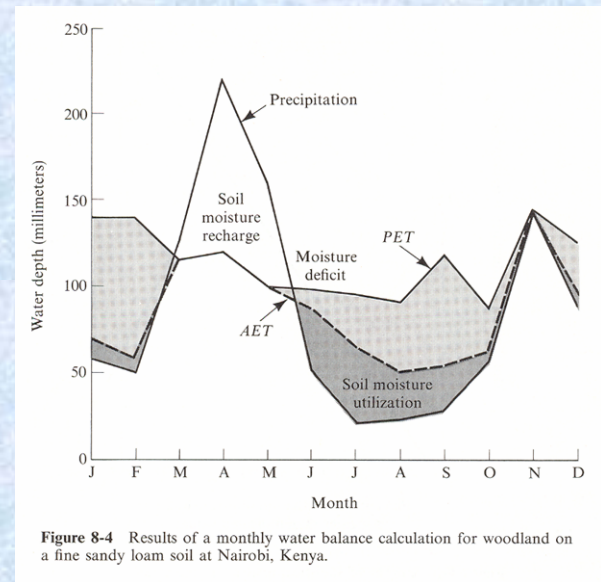 250
200
150
100
50
0
Water depth (millimeters)
Precipitation
Soil
moisture
recharge
Moisture
deficit
PET
AET
Soil moisture
utilization
J F M A M J J A S O N D
Month
Figure 8-4 Results of a monthly water balance calculation for woodland on
a fine sandy loam soil at Nairobi, Kenya.